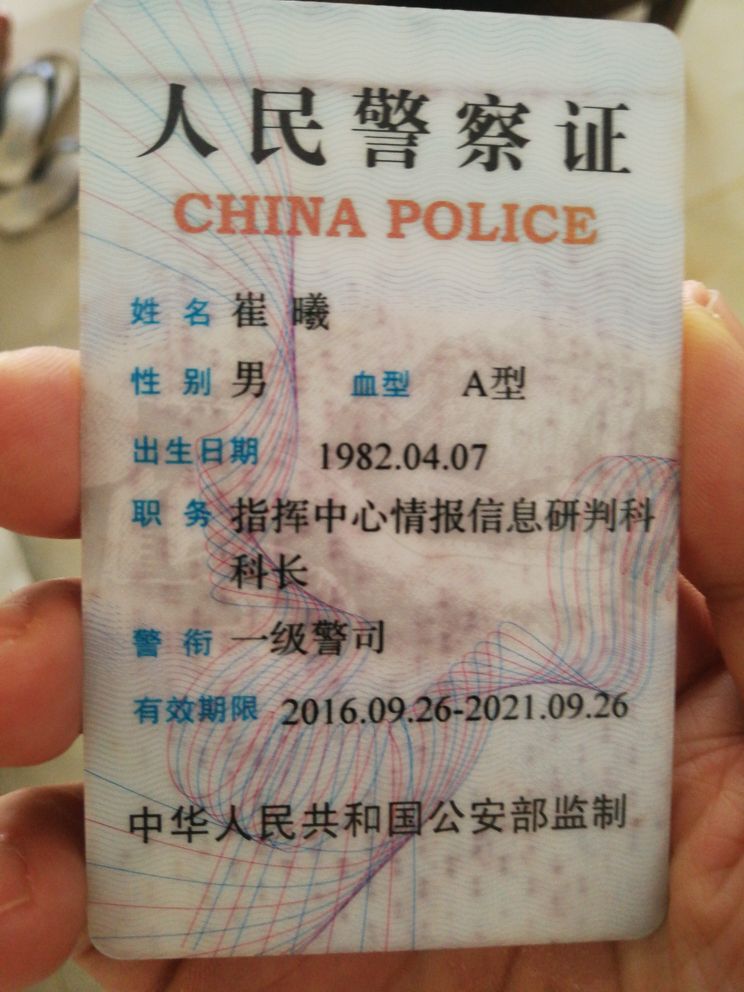 人民警察证
CHINA POLICE
姓名 崔曦
性别 男 血型 A型
出生日期 1982.04.07
职务 指挥中心情报信息研判科
科长
警衔 一级警司
有效期限 2016.09.26-2021.09.26
中华人民共和国公安部监制